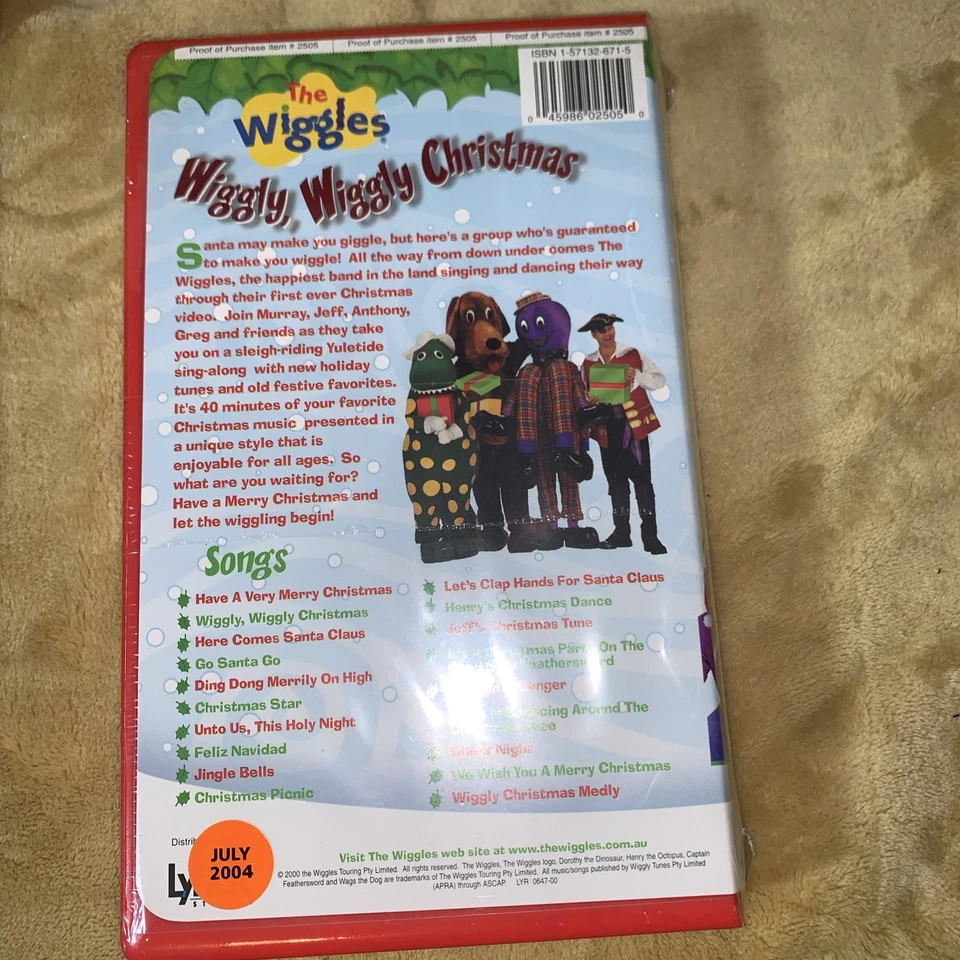 Proof of Purchase item # 2505 Proof of Purchase item # 2505 Proof of Purchase item # 2505
ISBN 1-57132-671-5
0 45986 02505 0
The
Wiggles
Wiggly, Wiggly Christmas
Santa may make you giggle, but here's a group who's guaranteed
to make you wiggle! All the way from down under comes The
Wiggles, the happiest band in the land singing and dancing their way
through their first ever Christmas
video. Join Murray, Jeff, Anthony,
Greg and friends as they take
you on a sleigh-riding Yuletide
sing-along with new holiday
tunes and old festive favorites.
It's 40 minutes of your favorite
Christmas music presented in
a unique style that is
enjoyable for all ages. So
what are you waiting for?
Have a Merry Christmas and
let the wiggling begin!
Songs
Have A Very Merry Christmas
Wiggly, Wiggly Christmas
Here Comes Santa Claus
Go Santa Go
Ding Dong Merrily On High
Christmas Star
Unto Us, This Holy Night
Feliz Navidad
Jingle Bells
Christmas Picnic
Let's Clap Hands For Santa Claus
Henry's Christmas Dance
Jeff's Christmas Tune
Christmas Party On The
Feathersword
Around The
Silent Night
We Wish You A Merry Christmas
Wiggly Christmas Medly
JULY
2004
Visit The Wiggles web site at www.thewiggles.com.au
© 2000 the Wiggles Touring Pty Limited. All rights reserved. The Wiggles, The Wiggles logo, Dorothy the Dinosaur, Henry the Octopus, Captain
Feathersword and Wags the Dog are trademarks of The Wiggles Touring Pty Limited. All music/songs published by Wiggly Tunes Pty Limited
(APRA) through ASCAP. LYR 0647-00